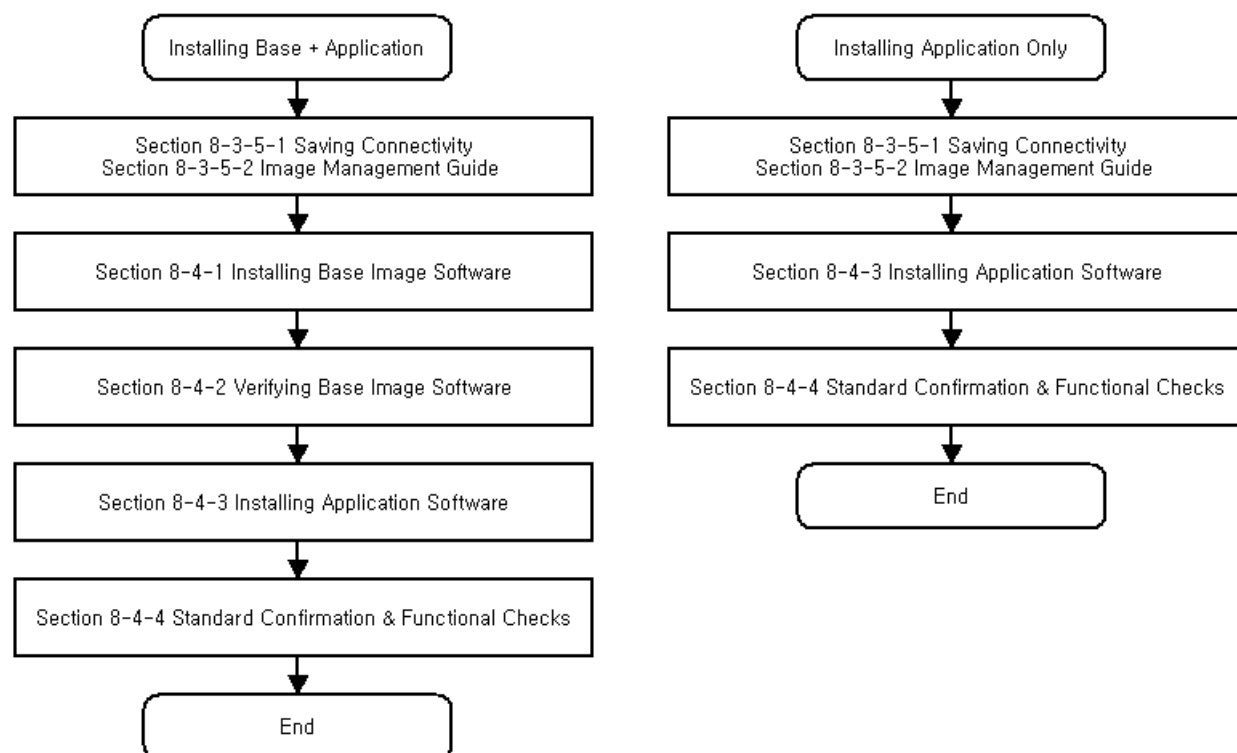 Installing Base + Application
Section 8-3-5-1 Saving Connectivity
Section 8-3-5-2 Image Management Guide
Section 8-4-1 Installing Base Image Software
Section 8-4-2 Verifying Base Image Software
Section 8-4-3 Installing Application Software
Section 8-4-4 Standard Confirmation & Functional Checks
End
Installing Application Only
Section 8-3-5-1 Saving Connectivity
Section 8-3-5-2 Image Management Guide
Section 8-4-3 Installing Application Software
Section 8-4-4 Standard Confirmation & Functional Checks
End